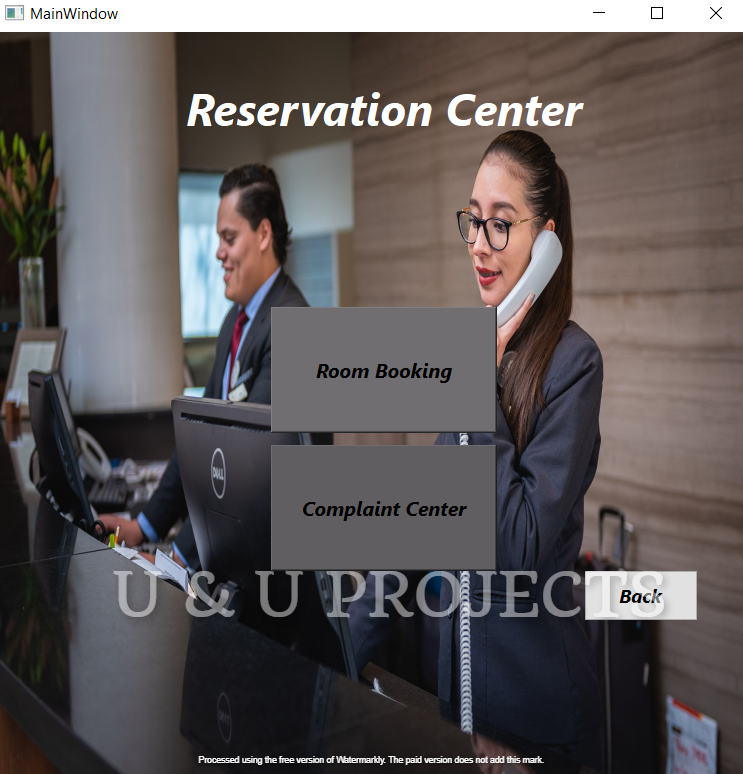 MainWindow
Reservation Center
Room Booking
DELL
Complaint Center
U & U PROJECTS
Back
Processed using the free version of Watermarkly. The paid version does not add this mark.